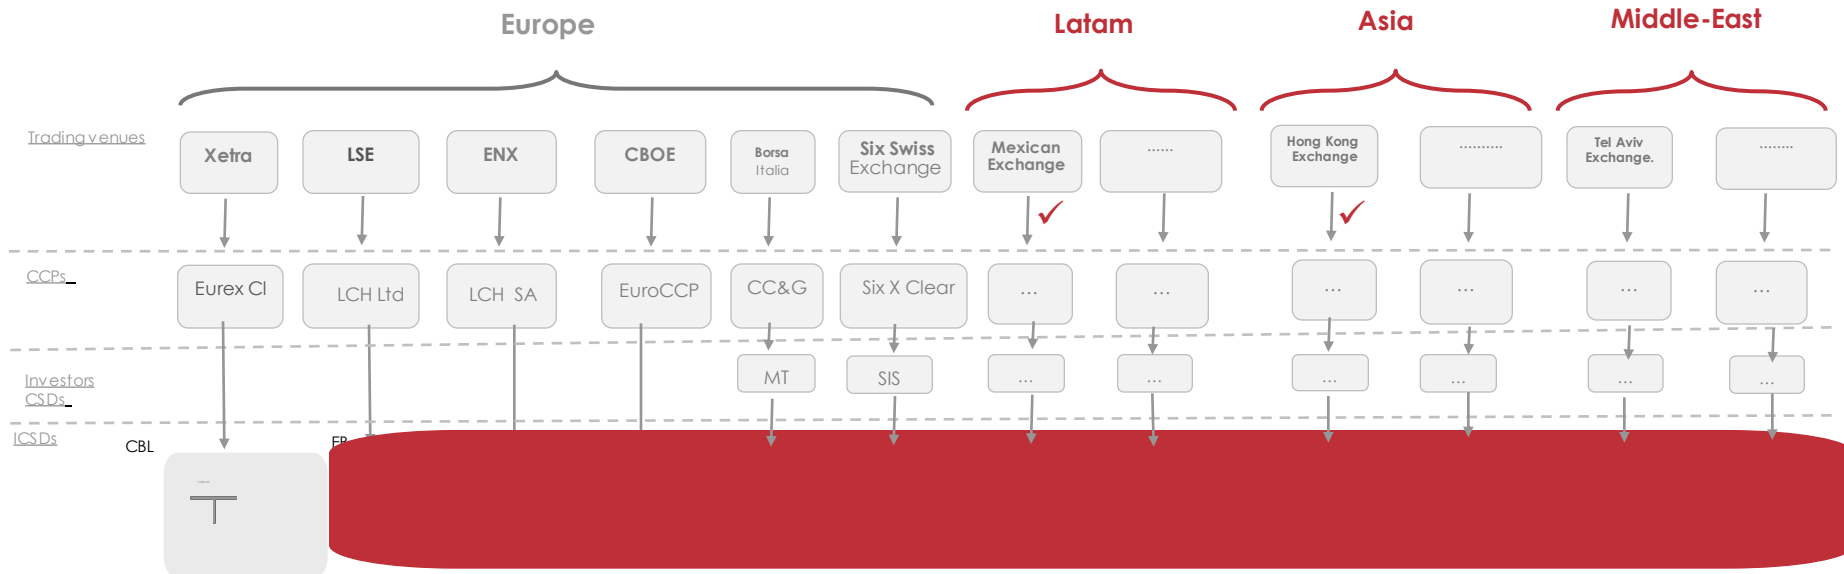 Europe
Latam
Asia
Middle-East
Trading venues
Xetra
LSE
ENX
CBOE
Borsa
Italia
Six Swiss
Exchange
Mexican
Exchange
......
Hong Kong
Exchange
..........
Tel Aviv
Exchange.
........
CCPs
Eurex Cl
LCH Ltd
LCH SA
EuroCCP
CC&G
Six X Clear
...
...
...
...
...
...
Investors
CSDs
MT
SIS
...
...
...
...
...
...
ICSDs
CBL